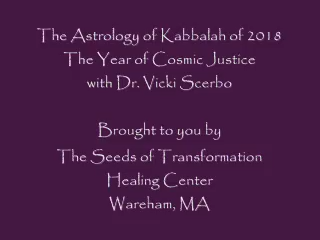 The Astrology of Kabbalah of 2018
The Year of Cosmic Justice
with Dr. Vicki Scerbo
Brought to you by
The Seeds of Transformation
Healing Center
Wareham, MA